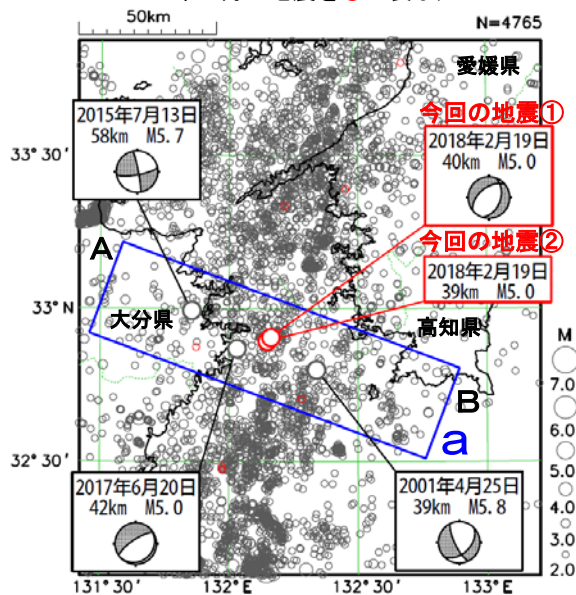 50km
N=4765
愛媛県
2015年7月13日
58km M5.7
今回の地震①
2018年2月19日
40km M5.0
今回の地震②
2018年2月19日
39km M5.0
33°30′
33°N
32°30′
A
大分県
高知県
B
a
M
7.0
6.0
5.0
4.0
3.0
2.0
2017年6月20日
42km M5.0
2001年4月25日
39km M5.8
131°30′
132°E
132°30′
133°E